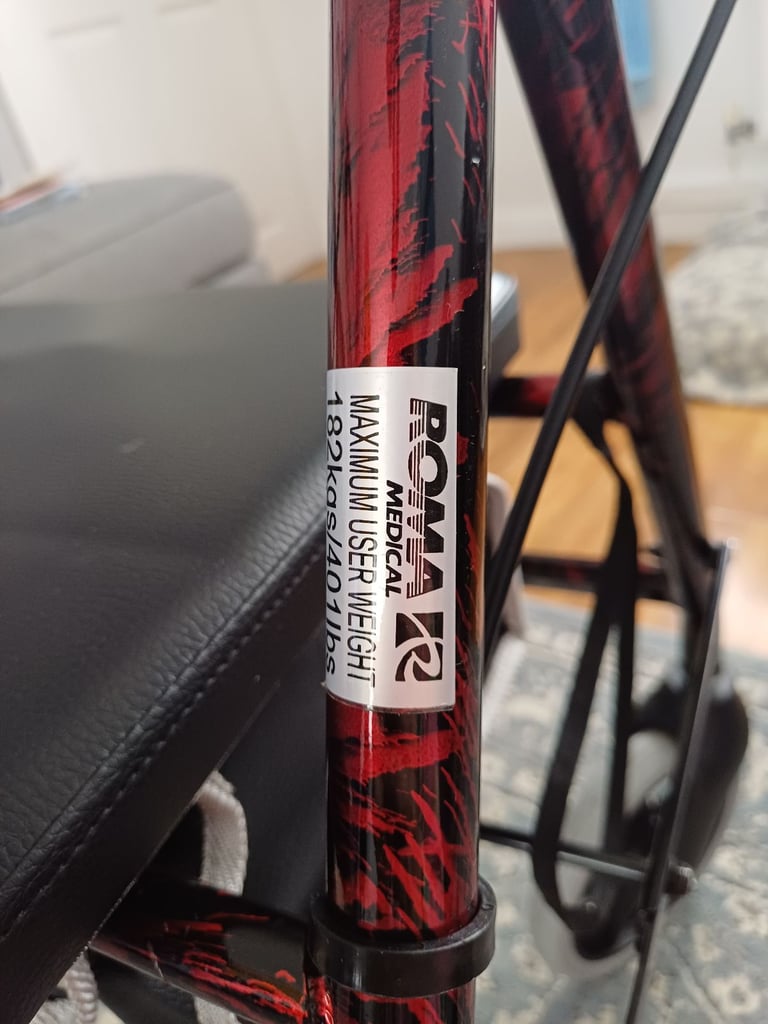 ROMA
MEDICAL
MAXIMUM USER WEIGHT
182kgs/401lbs